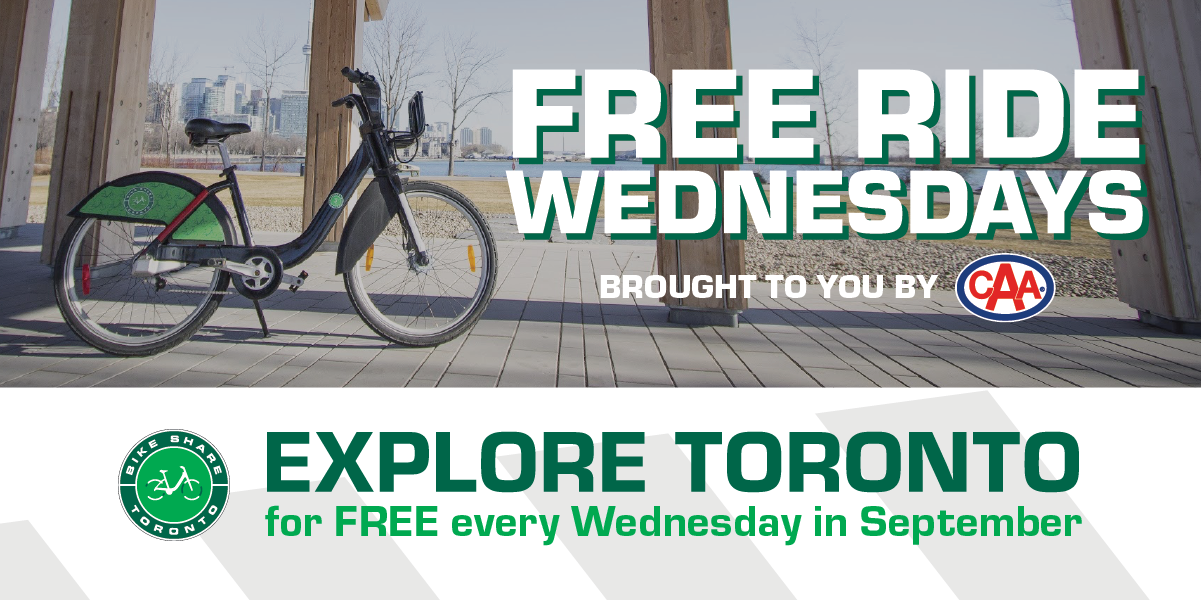 FREE RIDE
WEDNESDAYS
BROUGHT TO YOU BY CAA
BIKE SHARE
TORONTO
EXPLORE TORONTO
for FREE every Wednesday in September